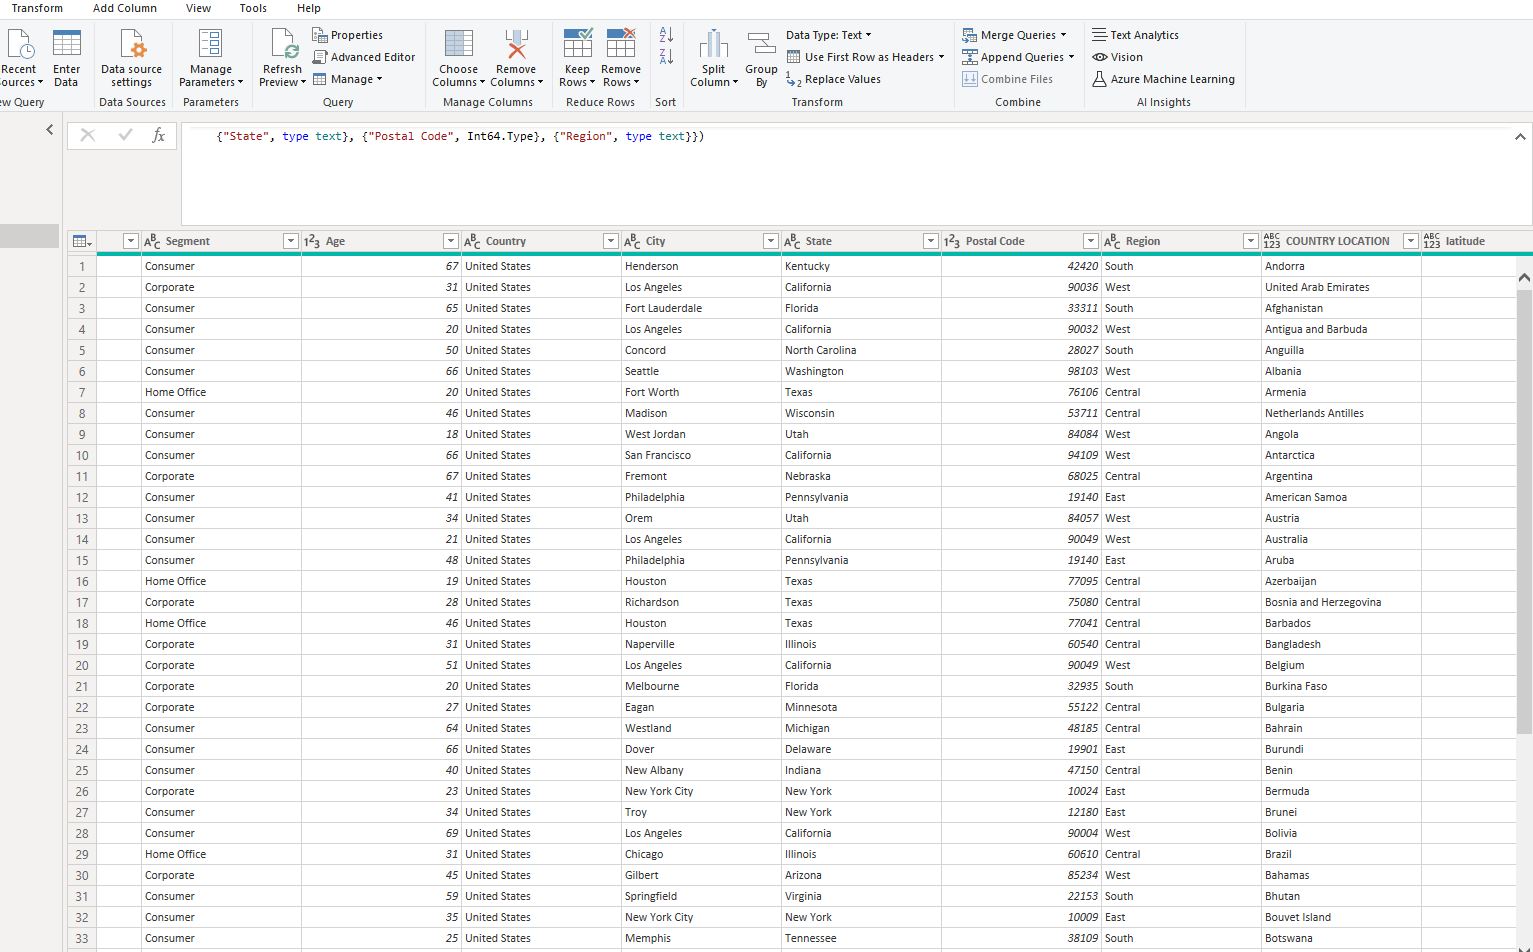 Transform Add Column View Tools Help
Recent Sources
Enter Data
Data source settings
Manage Parameters
Refresh Preview
Properties
Advanced Editor
Manage
Choose Columns
Remove Columns
Keep Rows
Remove Rows
Split Column
Group By
Data Type: Text
Use First Row as Headers
Replace Values
Merge Queries
Append Queries
Combine Files
Text Analytics
Vision
Azure Machine Learning
ew Query Data Sources Parameters Query Manage Columns Reduce Rows Sort Transform Combine AI Insights
fx {"State", type text}, {"Postal Code", Int64.Type}, {"Region", type text}})
ABC Segment 123 Age ABC Country ABC City ABC State 123 Postal Code ABC Region ABC 123 COUNTRY LOCATION ABC 123 latitude
1 Consumer 67 United States Henderson Kentucky 42420 South Andorra
2 Corporate 31 United States Los Angeles California 90036 West United Arab Emirates
3 Consumer 65 United States Fort Lauderdale Florida 33311 South Afghanistan
4 Consumer 20 United States Los Angeles California 90032 West Antigua and Barbuda
5 Consumer 50 United States Concord North Carolina 28027 South Anguilla
6 Consumer 66 United States Seattle Washington 98103 West Albania
7 Home Office 20 United States Fort Worth Texas 76106 Central Armenia
8 Consumer 46 United States Madison Wisconsin 53711 Central Netherlands Antilles
9 Consumer 18 United States West Jordan Utah 84084 West Angola
10 Consumer 66 United States San Francisco California 94109 West Antarctica
11 Corporate 67 United States Fremont Nebraska 68025 Central Argentina
12 Consumer 41 United States Philadelphia Pennsylvania 19140 East American Samoa
13 Consumer 34 United States Orem Utah 84057 West Austria
14 Consumer 21 United States Los Angeles California 90049 West Australia
15 Consumer 48 United States Philadelphia Pennsylvania 19140 East Aruba
16 Home Office 19 United States Houston Texas 77095 Central Azerbaijan
17 Corporate 28 United States Richardson Texas 75080 Central Bosnia and Herzegovina
18 Home Office 46 United States Houston Texas 77041 Central Barbados
19 Corporate 31 United States Naperville Illinois 60540 Central Bangladesh
20 Corporate 51 United States Los Angeles California 90049 West Belgium
21 Corporate 20 United States Melbourne Florida 32935 South Burkina Faso
22 Corporate 27 United States Eagan Minnesota 55122 Central Bulgaria
23 Consumer 64 United States Westland Michigan 48185 Central Bahrain
24 Consumer 66 United States Dover Delaware 19901 East Burundi
25 Consumer 40 United States New Albany Indiana 47150 Central Benin
26 Corporate 23 United States New York City New York 10024 East Bermuda
27 Consumer 34 United States Troy New York 12180 East Brunei
28 Consumer 69 United States Los Angeles California 90004 West Bolivia
29 Home Office 31 United States Chicago Illinois 60610 Central Brazil
30 Corporate 45 United States Gilbert Arizona 85234 West Bahamas
31 Consumer 59 United States Springfield Virginia 22153 South Bhutan
32 Consumer 35 United States New York City New York 10009 East Bouvet Island
33 Consumer 25 United States Memphis Tennessee 38109 South Botswana